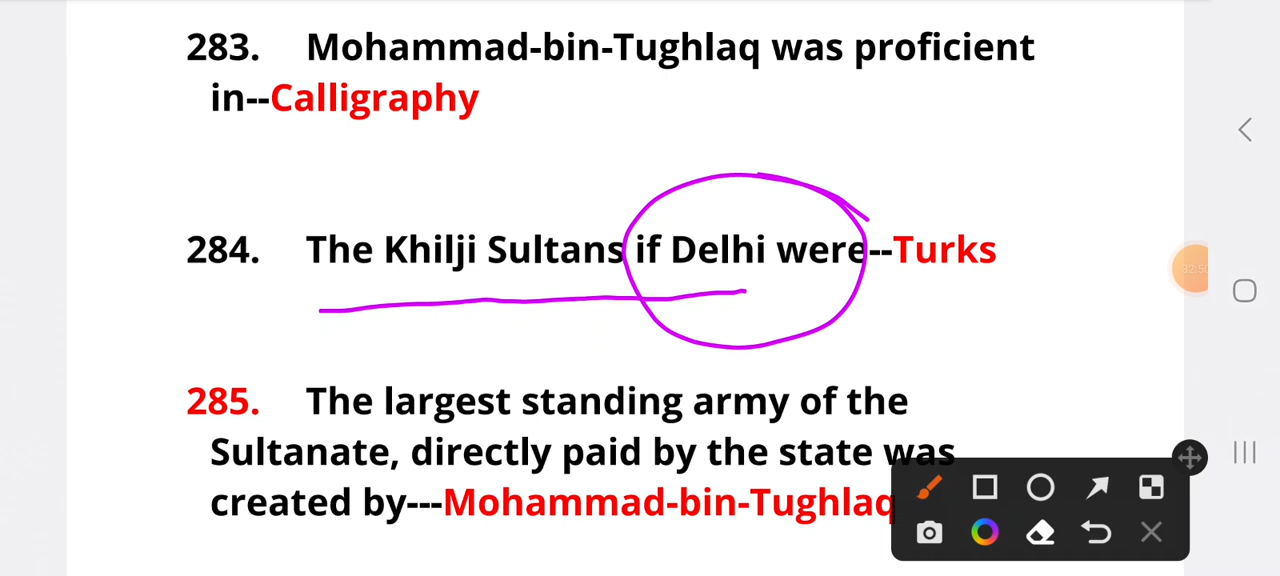 283. Mohammad-bin-Tughlaq was proficient
in--Calligraphy
284. The Khilji Sultans if Delhi were--Turks
285. The largest standing army of the
Sultanate, directly paid by the state was
created by---Mohammad-bin-Tughlaq